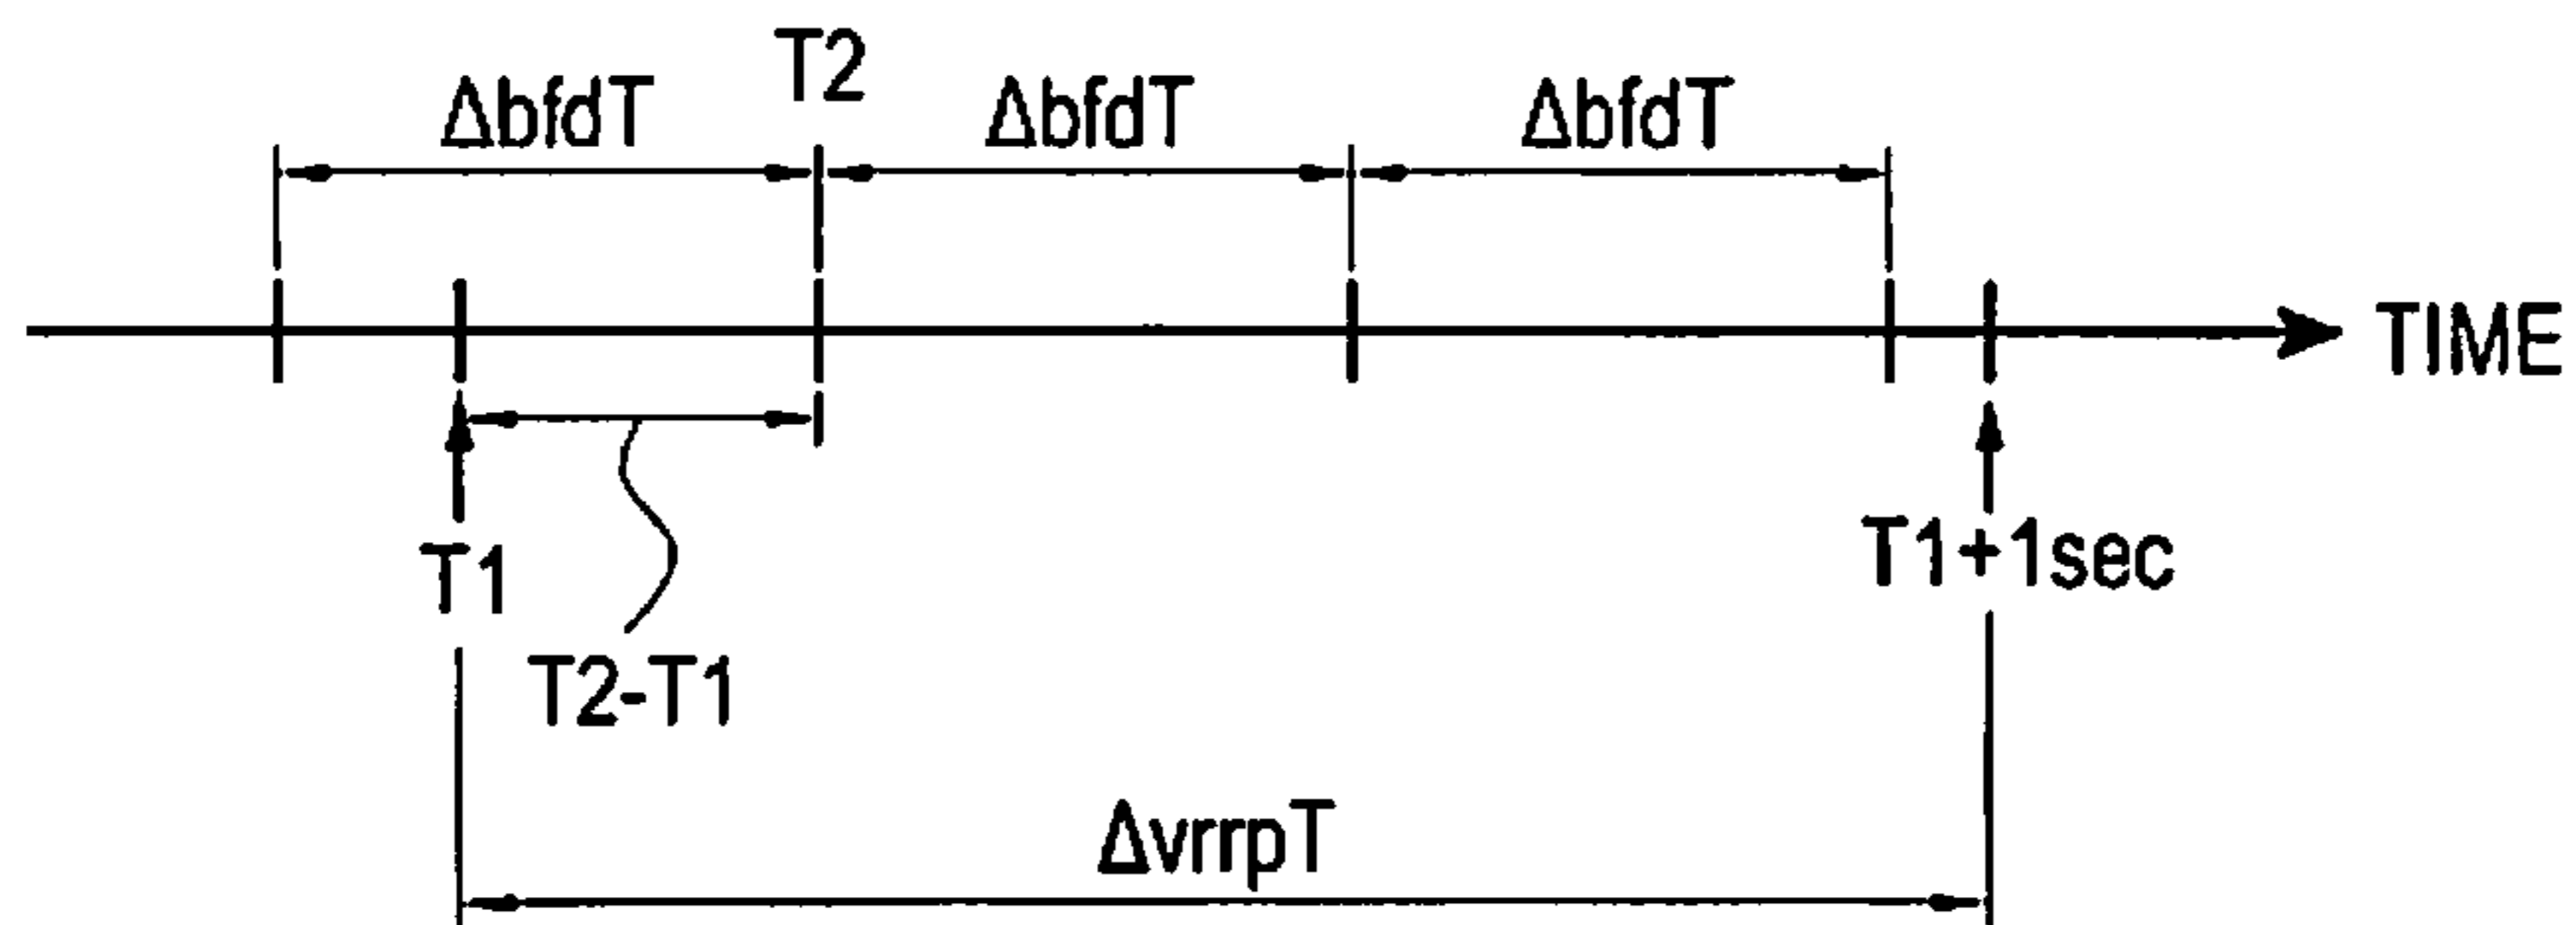 T2
ΔbfdT ΔbfdT ΔbfdT
TIME
T1 T1+1sec
T2-T1
ΔvrrpT